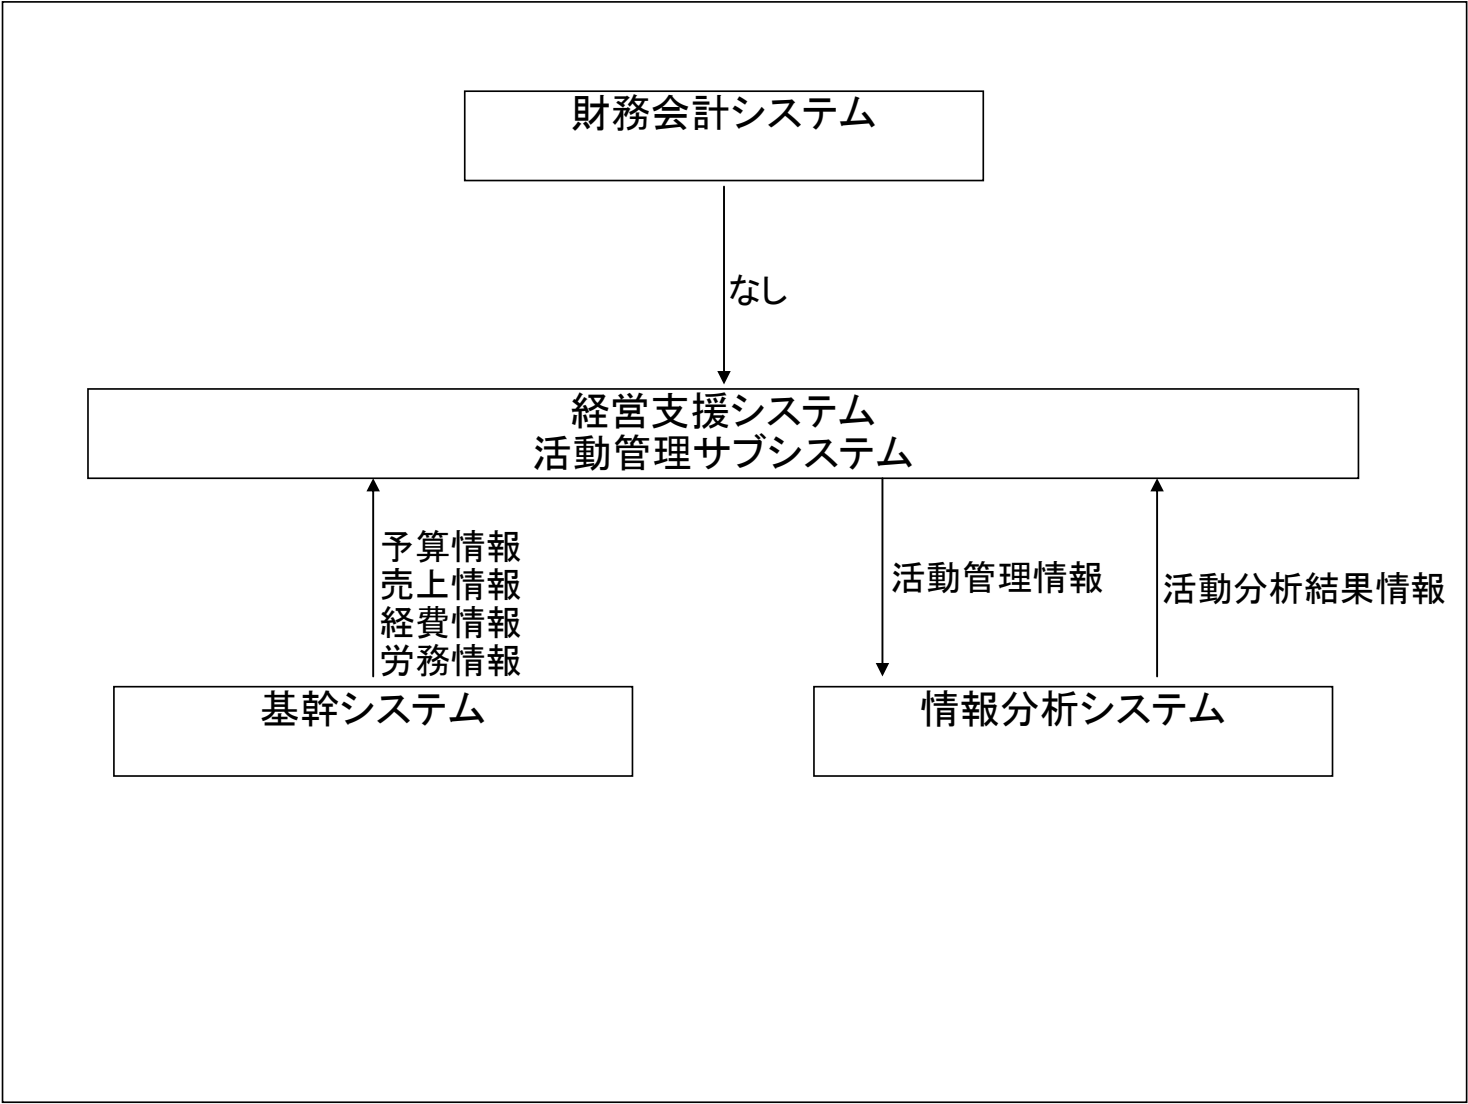 財務会計システム
なし
経営支援システム
活動管理サブシステム
予算情報
売上情報
経費情報
労務情報
活動管理情報
活動分析結果情報
基幹システム
情報分析システム